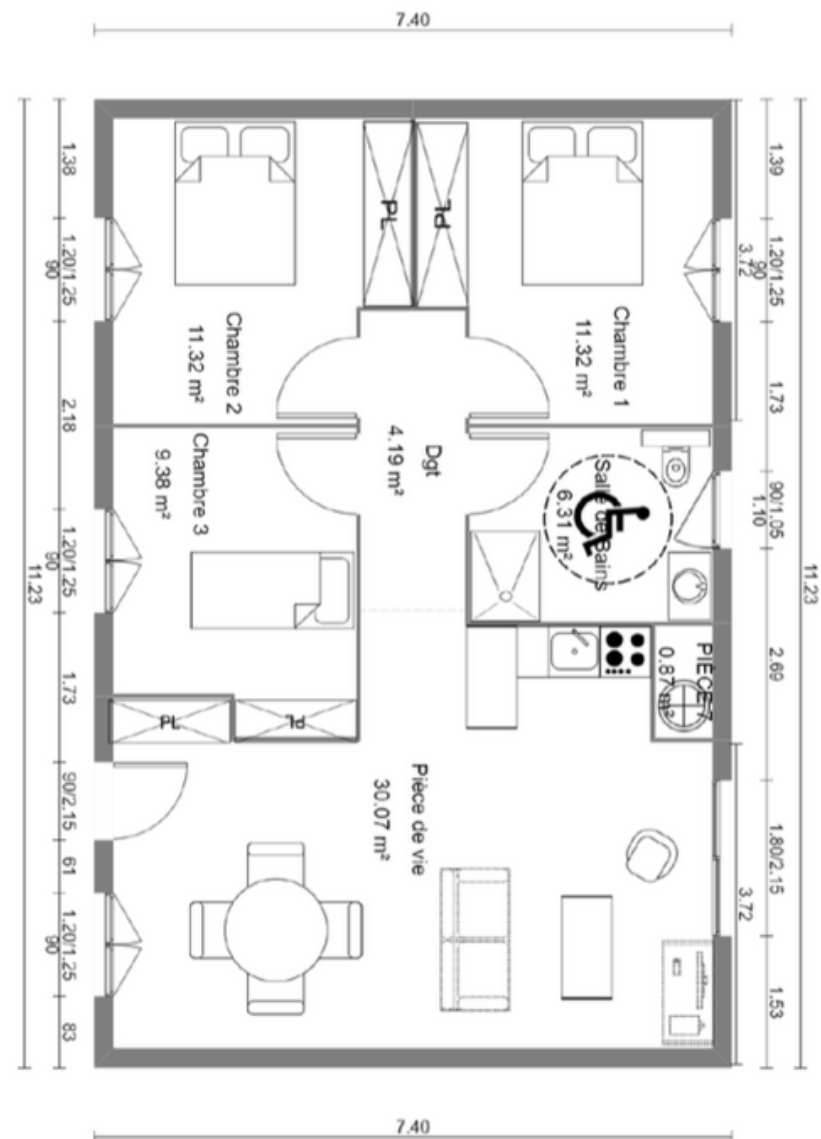 7.40
1.38
1.20/1.25
90
2.18
1.20/1.25
90
1.73
90/2.15
61
1.20/1.25
90
83
11.23
PL
PL
Chambre 2
11.32 m²
Chambre 1
11.32 m²
1.39
3.72
1.20/1.25
90
1.73
90/1.05
1.10
2.69
1.80/2.15
3.72
1.53
11.23
Chambre 3
9.38 m²
Dgt
4.19 m²
Salle de Bains
6.31 m²
PIÈCE 7
0.87 m²
PL
PL
Pièce de vie
30.07 m²
7.40